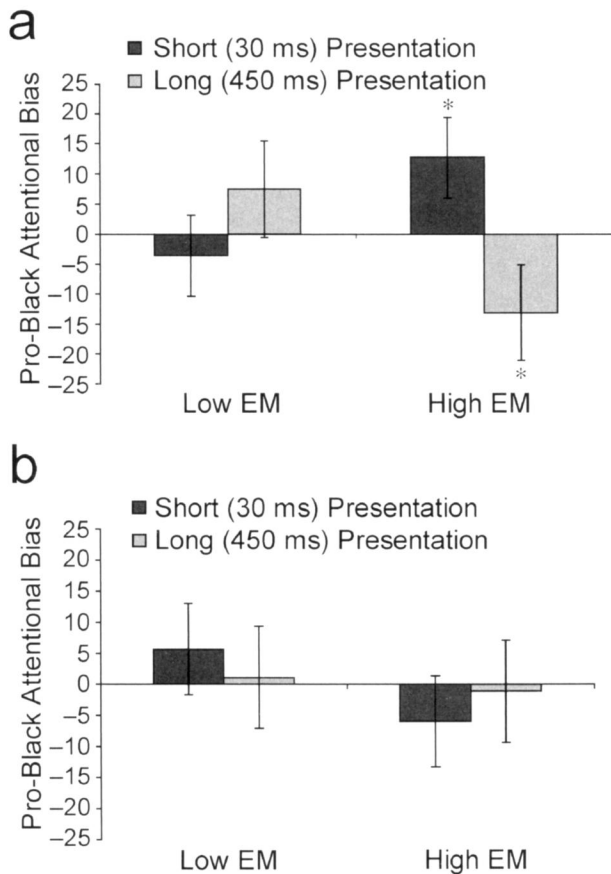 a
Short (30 ms) Presentation
Long (450 ms) Presentation
Pro-Black Attentional Bias
25
20
15
10
5
0
−5
−10
−15
−20
−25
*
*
Low EM
High EM
b
Short (30 ms) Presentation
Long (450 ms) Presentation
Pro-Black Attentional Bias
25
20
15
10
5
0
−5
−10
−15
−20
−25
Low EM
High EM